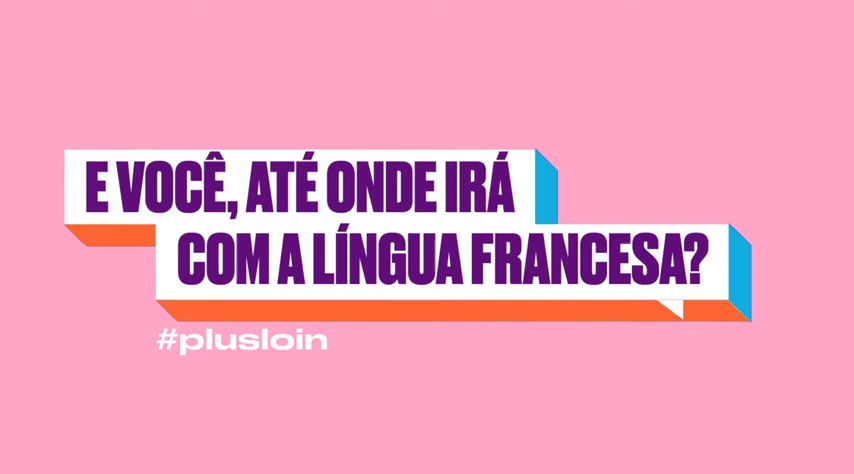 E VOCÊ, ATÉ ONDE IRÁ
COM A LÍNGUA FRANCESA?
#plusloin